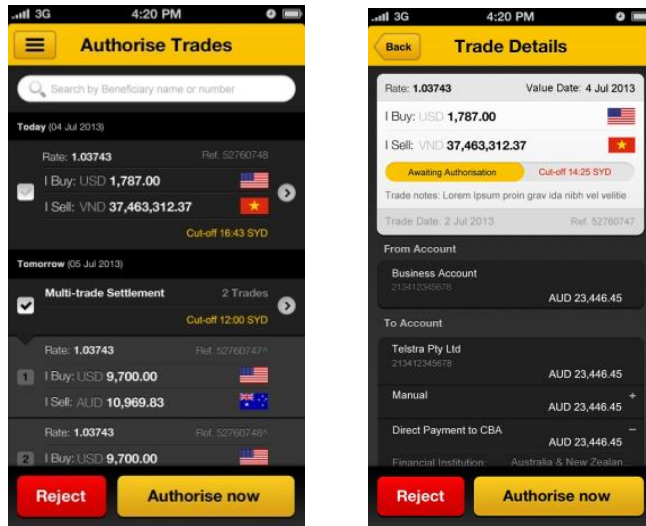 3G 4:20 PM
Authorise Trades
Search by Beneficiary name or number
Today (04 Jul 2013)
Rate: 1.03743 Ref. 52760748
I Buy: USD 1,787.00
I Sell: VND 37,463,312.37
Cut-off 16:43 SYD
Tomorrow (05 Jul 2013)
Multi-trade Settlement 2 Trades
Cut-off 12:00 SYD
Rate: 1.03743 Ref. 52760747^
1 I Buy: USD 9,700.00
I Sell: AUD 10,969.83
Rate: 1.03743 Ref. 52760748^
2 I Buy: USD 9,700.00
Reject Authorise now
3G 4:20 PM
Back Trade Details
Rate: 1.03743 Value Date: 4 Jul 2013
I Buy: USD 1,787.00
I Sell: VND 37,463,312.37
Awaiting Authorisation Cut-off 14:25 SYD
Trade notes: Lorem Ipsum proin grav ida nibh vel velitie
Trade Date: 2 Jul 2013 Ref. 52760747
From Account
Business Account
213412345678
AUD 23,446.45
To Account
Telstra Pty Ltd
213412345678
AUD 23,446.45
Manual +
AUD 23,446.45
Direct Payment to CBA −
AUD 23,446.45
Financial Institution: Australia & New Zealan...
Reject Authorise now